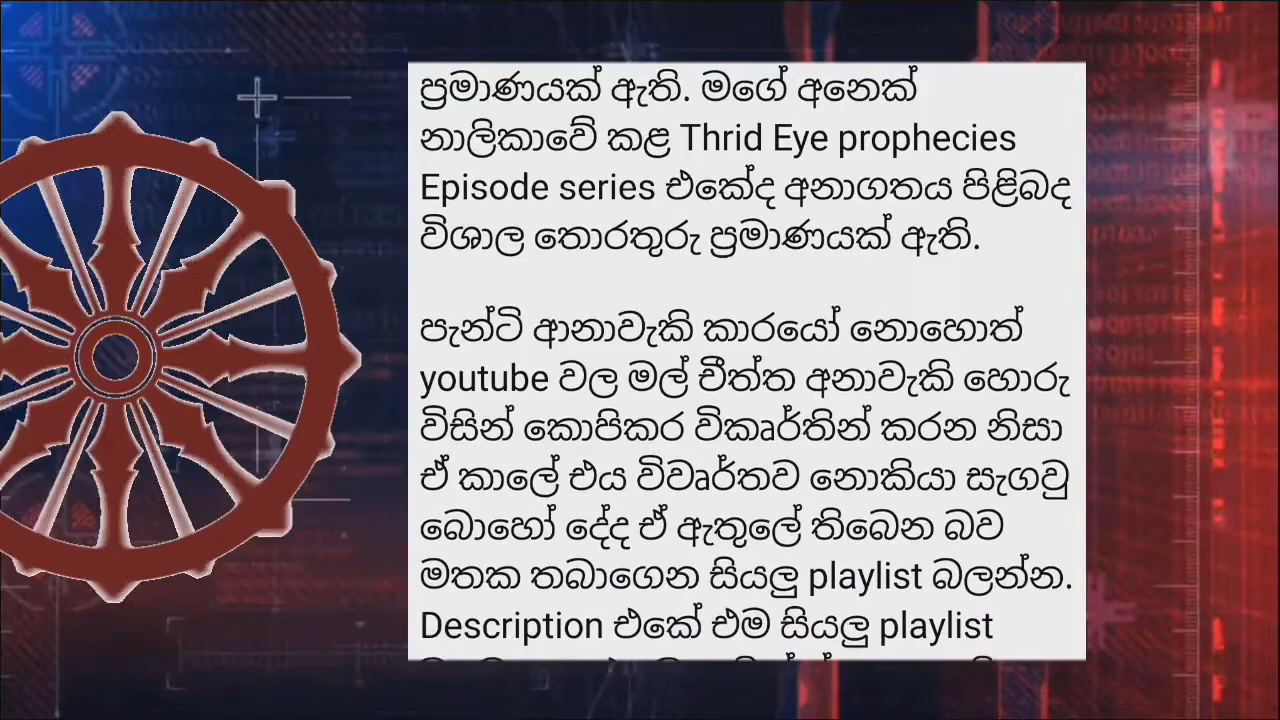 ප්‍රමාණයක් ඇති. මගේ අනෙක්
නාලිකාවේ කළ Thrid Eye prophecies
Episode series එකේද අනාගතය පිළිබද
විශාල තොරතුරු ප්‍රමාණයක් ඇති.
පැන්ටි ආනාවැකි කාරයෝ නොහොත්
youtube වල මල් චීත්ත අනාවැකි හොරු
විසින් කොපිකර විකෘර්තින් කරන නිසා
ඒ කාලේ එය විවෘර්තව නොකියා සැගවු
බොහෝ දේද ඒ ඇතුලේ තිබෙන බව
මතක තබාගෙන සියලු playlist බලන්න.
Description එකේ එම සියලු playlist